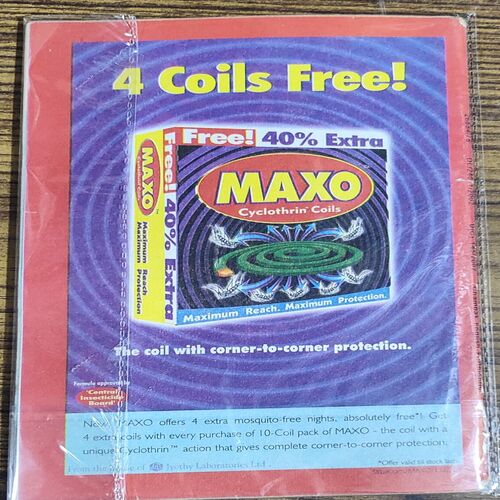 4 Coils Free!
Free! 40% Extra
Free! 40% Extra
MAXO
Cyclothrin Coils
MAXO
Cyclothrin Coils
Maximum Reach
Maximum Protection
Maximum Reach. Maximum Protection.
The coil with corner-to-corner protection.
Formula approved by
'Central
Insecticide
Board'
New MAXO offers 4 extra mosquito-free nights, absolutely free*! Get
4 extra coils with every purchase of 10-Coil pack of MAXO - the coil with a
unique Cyclothrin™ action that gives complete corner-to-corner protection.
From the house of Jyothy Laboratories Ltd.
*Offer valid till stock